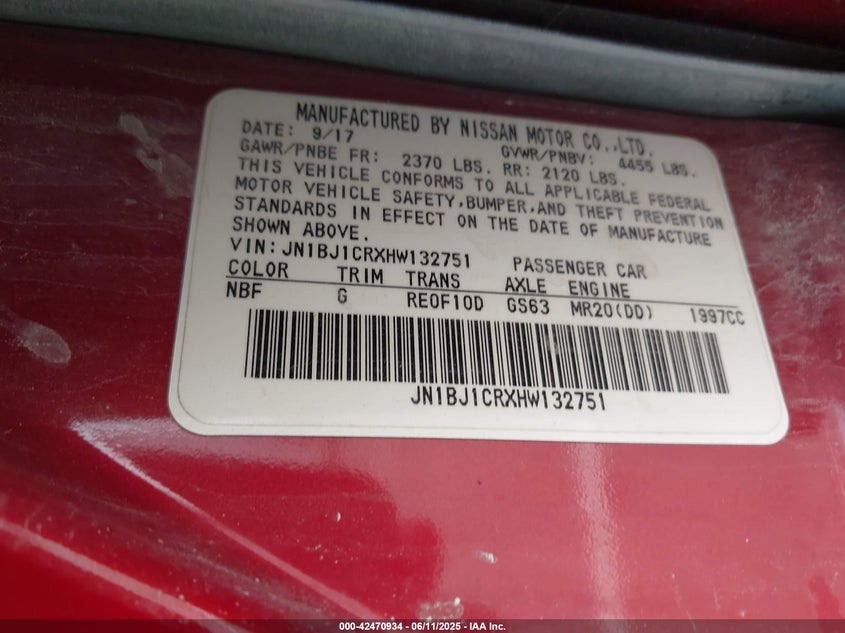 MANUFACTURED BY NISSAN MOTOR CO.,LTD.
DATE: 9/17 GVWR/PNBV: 4455 LBS.
GAWR/PNBE FR: 2370 LBS. RR: 2120 LBS.
THIS VEHICLE CONFORMS TO ALL APPLICABLE FEDERAL
MOTOR VEHICLE SAFETY,BUMPER,AND THEFT PREVENTION
STANDARDS IN EFFECT ON THE DATE OF MANUFACTURE
SHOWN ABOVE.
VIN: JN1BJ1CRXHW132751 PASSENGER CAR
COLOR TRIM TRANS AXLE ENGINE
NBF G RE0F10D GS63 MR20(DD) 1997CC
JN1BJ1CRXHW132751
000-42470934 - 06/11/2025 - IAA Inc.